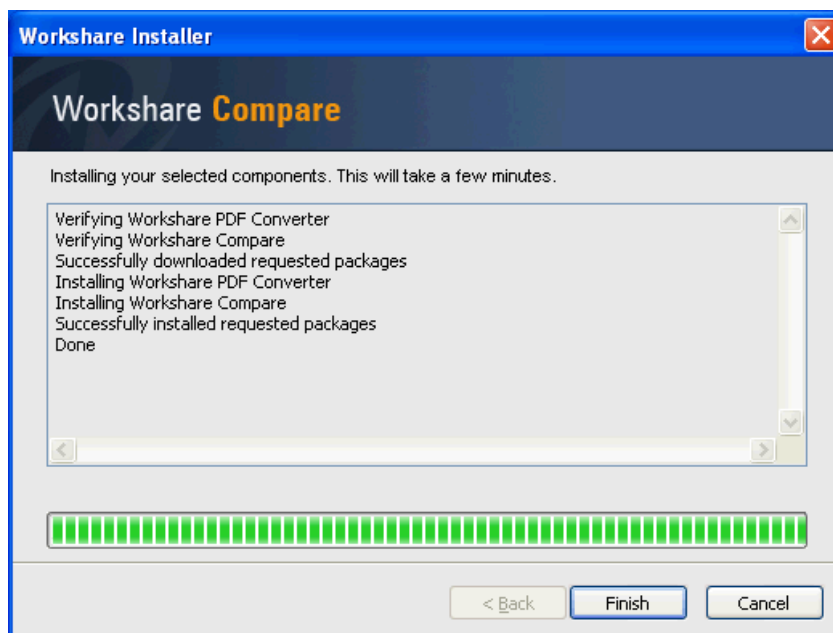 Workshare Installer
Workshare Compare
Installing your selected components. This will take a few minutes.
Verifying Workshare PDF Converter
Verifying Workshare Compare
Successfully downloaded requested packages
Installing Workshare PDF Converter
Installing Workshare Compare
Successfully installed requested packages
Done
< Back Finish Cancel